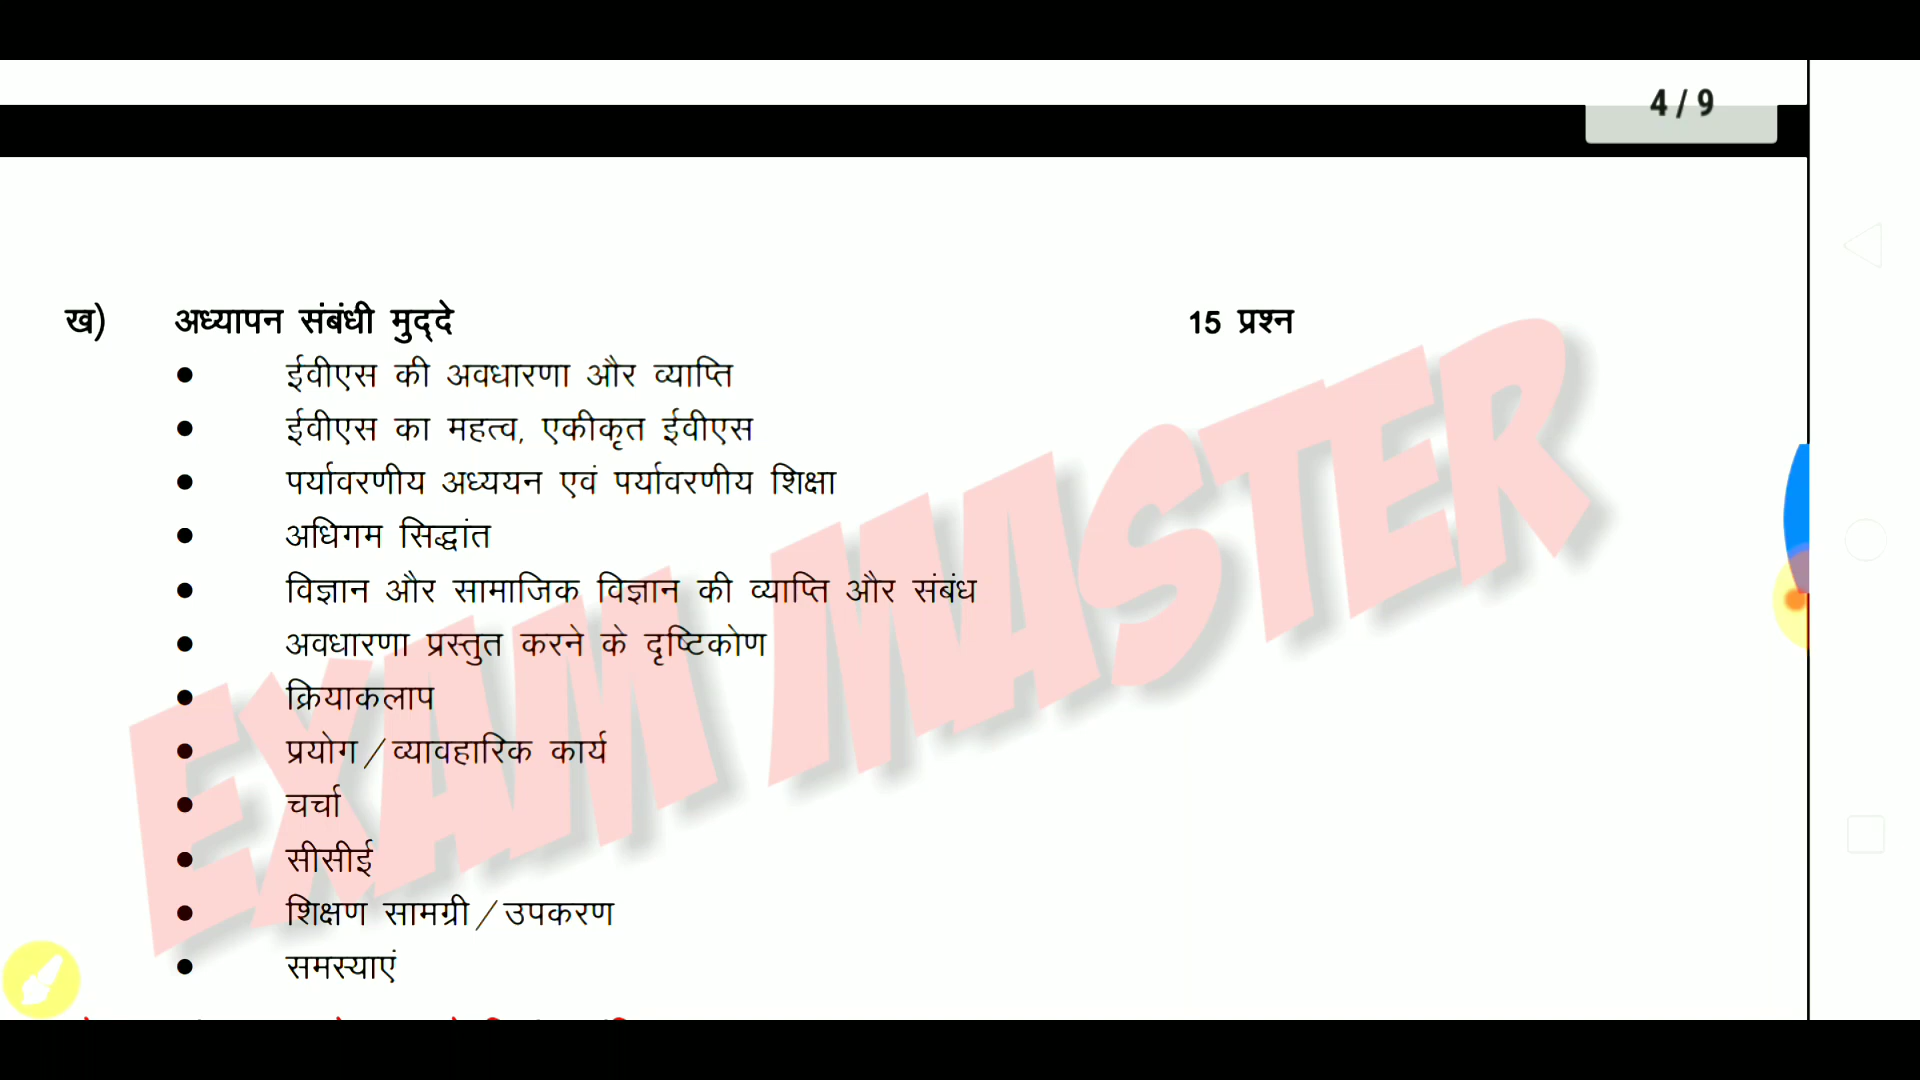 4 / 9
ख) अध्यापन संबंधी मुद्दे 15 प्रश्न
● ईवीएस की अवधारणा और व्याप्ति
● ईवीएस का महत्व, एकीकृत ईवीएस
● पर्यावरणीय अध्ययन एवं पर्यावरणीय शिक्षा
● अधिगम सिद्धांत
● विज्ञान और सामाजिक विज्ञान की व्याप्ति और संबंध
● अवधारणा प्रस्तुत करने के दृष्टिकोण
● क्रियाकलाप
● प्रयोग/व्यावहारिक कार्य
● चर्चा
● सीसीई
● शिक्षण सामग्री/उपकरण
● समस्याएं
EXAM MASTER